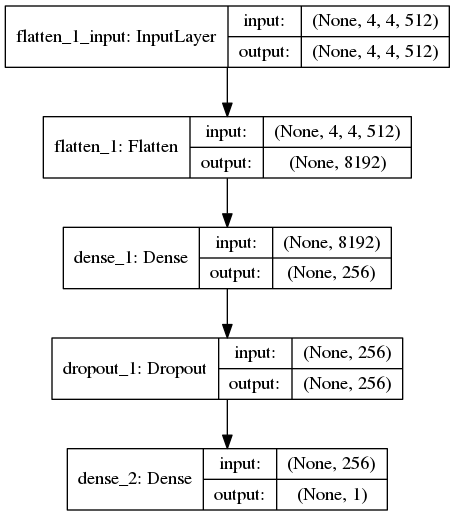 flatten_1_input: InputLayer input: (None, 4, 4, 512)
output: (None, 4, 4, 512)
flatten_1: Flatten input: (None, 4, 4, 512)
output: (None, 8192)
dense_1: Dense input: (None, 8192)
output: (None, 256)
dropout_1: Dropout input: (None, 256)
output: (None, 256)
dense_2: Dense input: (None, 256)
output: (None, 1)